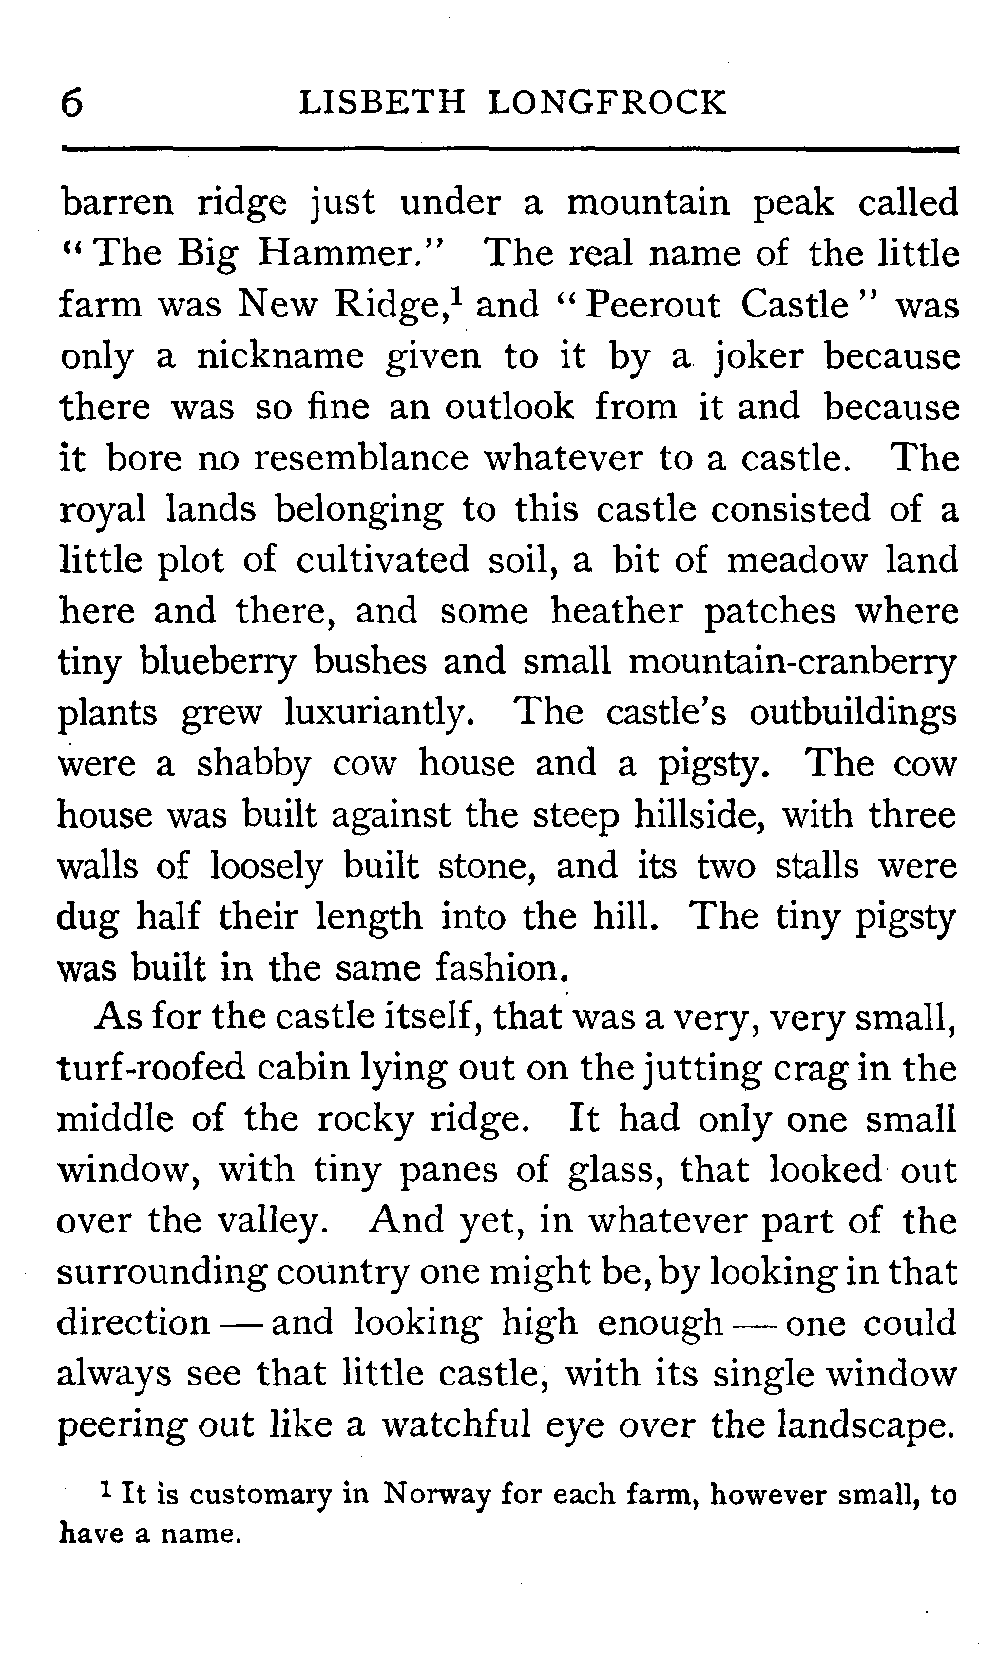 6 LISBETH LONGFROCK
barren ridge just under a mountain peak called
“ The Big Hammer.” The real name of the little
farm was New Ridge,¹ and “ Peerout Castle ” was
only a nickname given to it by a joker because
there was so fine an outlook from it and because
it bore no resemblance whatever to a castle. The
royal lands belonging to this castle consisted of a
little plot of cultivated soil, a bit of meadow land
here and there, and some heather patches where
tiny blueberry bushes and small mountain-cranberry
plants grew luxuriantly. The castle’s outbuildings
were a shabby cow house and a pigsty. The cow
house was built against the steep hillside, with three
walls of loosely built stone, and its two stalls were
dug half their length into the hill. The tiny pigsty
was built in the same fashion.
As for the castle itself, that was a very, very small,
turf-roofed cabin lying out on the jutting crag in the
middle of the rocky ridge. It had only one small
window, with tiny panes of glass, that looked out
over the valley. And yet, in whatever part of the
surrounding country one might be, by looking in that
direction — and looking high enough — one could
always see that little castle, with its single window
peering out like a watchful eye over the landscape.
¹ It is customary in Norway for each farm, however small, to
have a name.